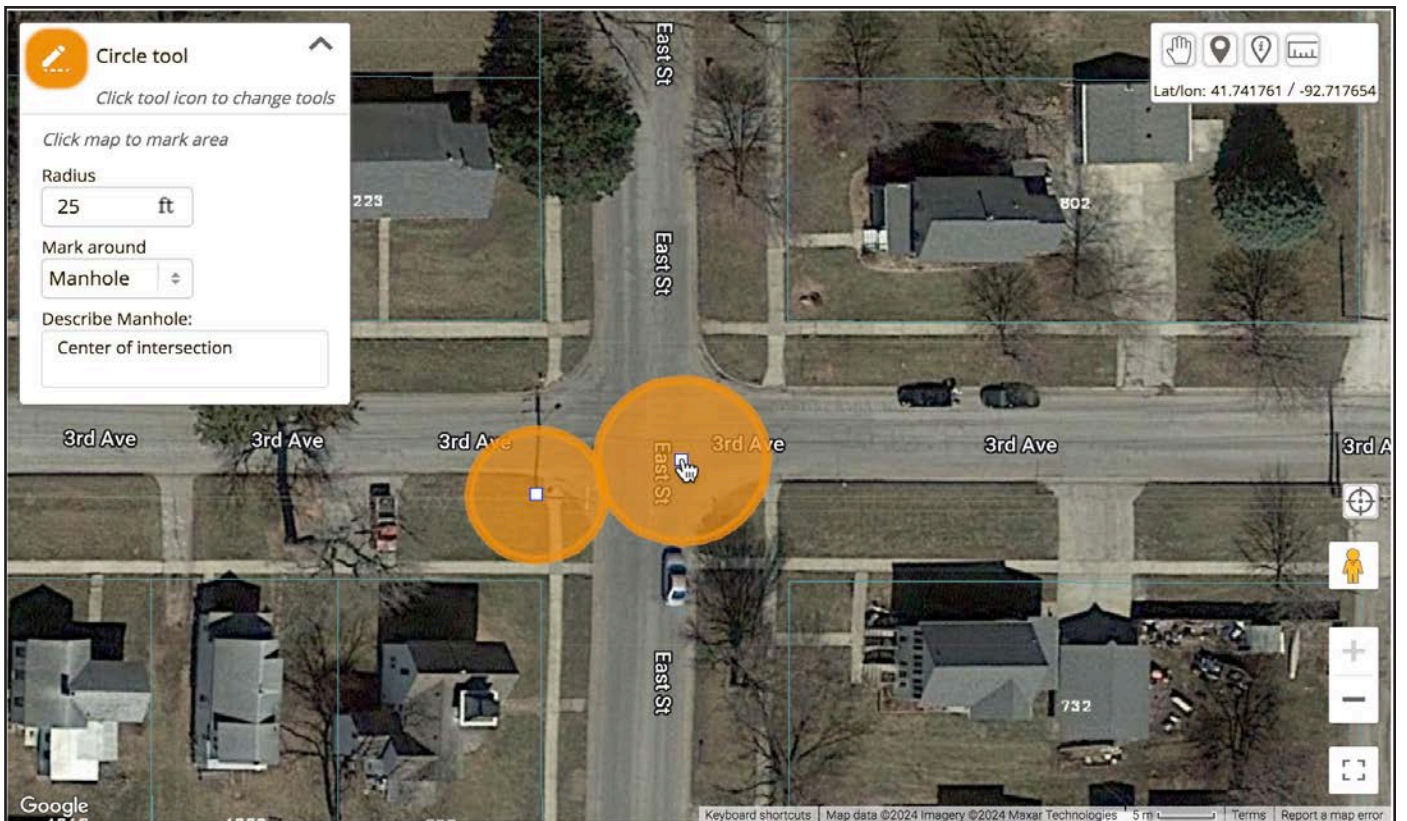 Circle tool
Click tool icon to change tools
Click map to mark area
Radius
25 ft
Mark around
Manhole
Describe Manhole:
Center of intersection
Lat/lon: 41.741761 / -92.717654
East St
223
802
East St
3rd Ave
3rd Ave
3rd Ave
East St
3rd Ave
3rd Ave
3rd A
East St
732
Google
Keyboard shortcuts
Map data ©2024 Imagery ©2024 Maxar Technologies
5 m
Terms
Report a map error